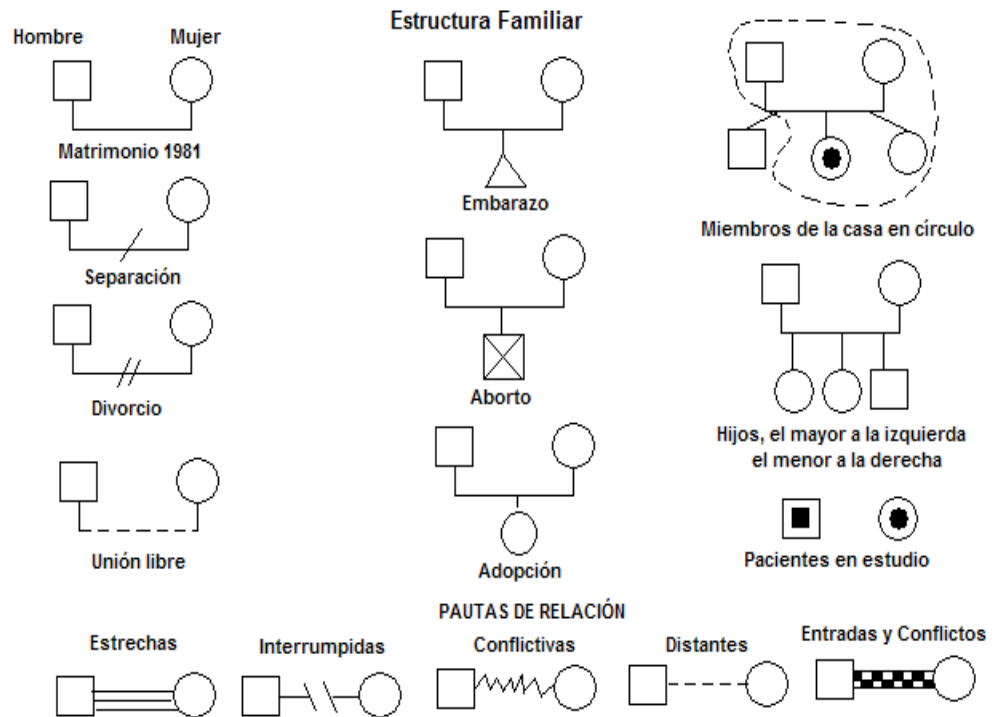 Estructura Familiar
Hombre
Mujer
Matrimonio 1981
Separación
Divorcio
Unión libre
Embarazo
Aborto
Adopción
Miembros de la casa en círculo
Hijos, el mayor a la izquierda
el menor a la derecha
Pacientes en estudio
PAUTAS DE RELACIÓN
Estrechas
Interrumpidas
Conflictivas
Distantes
Entradas y Conflictos